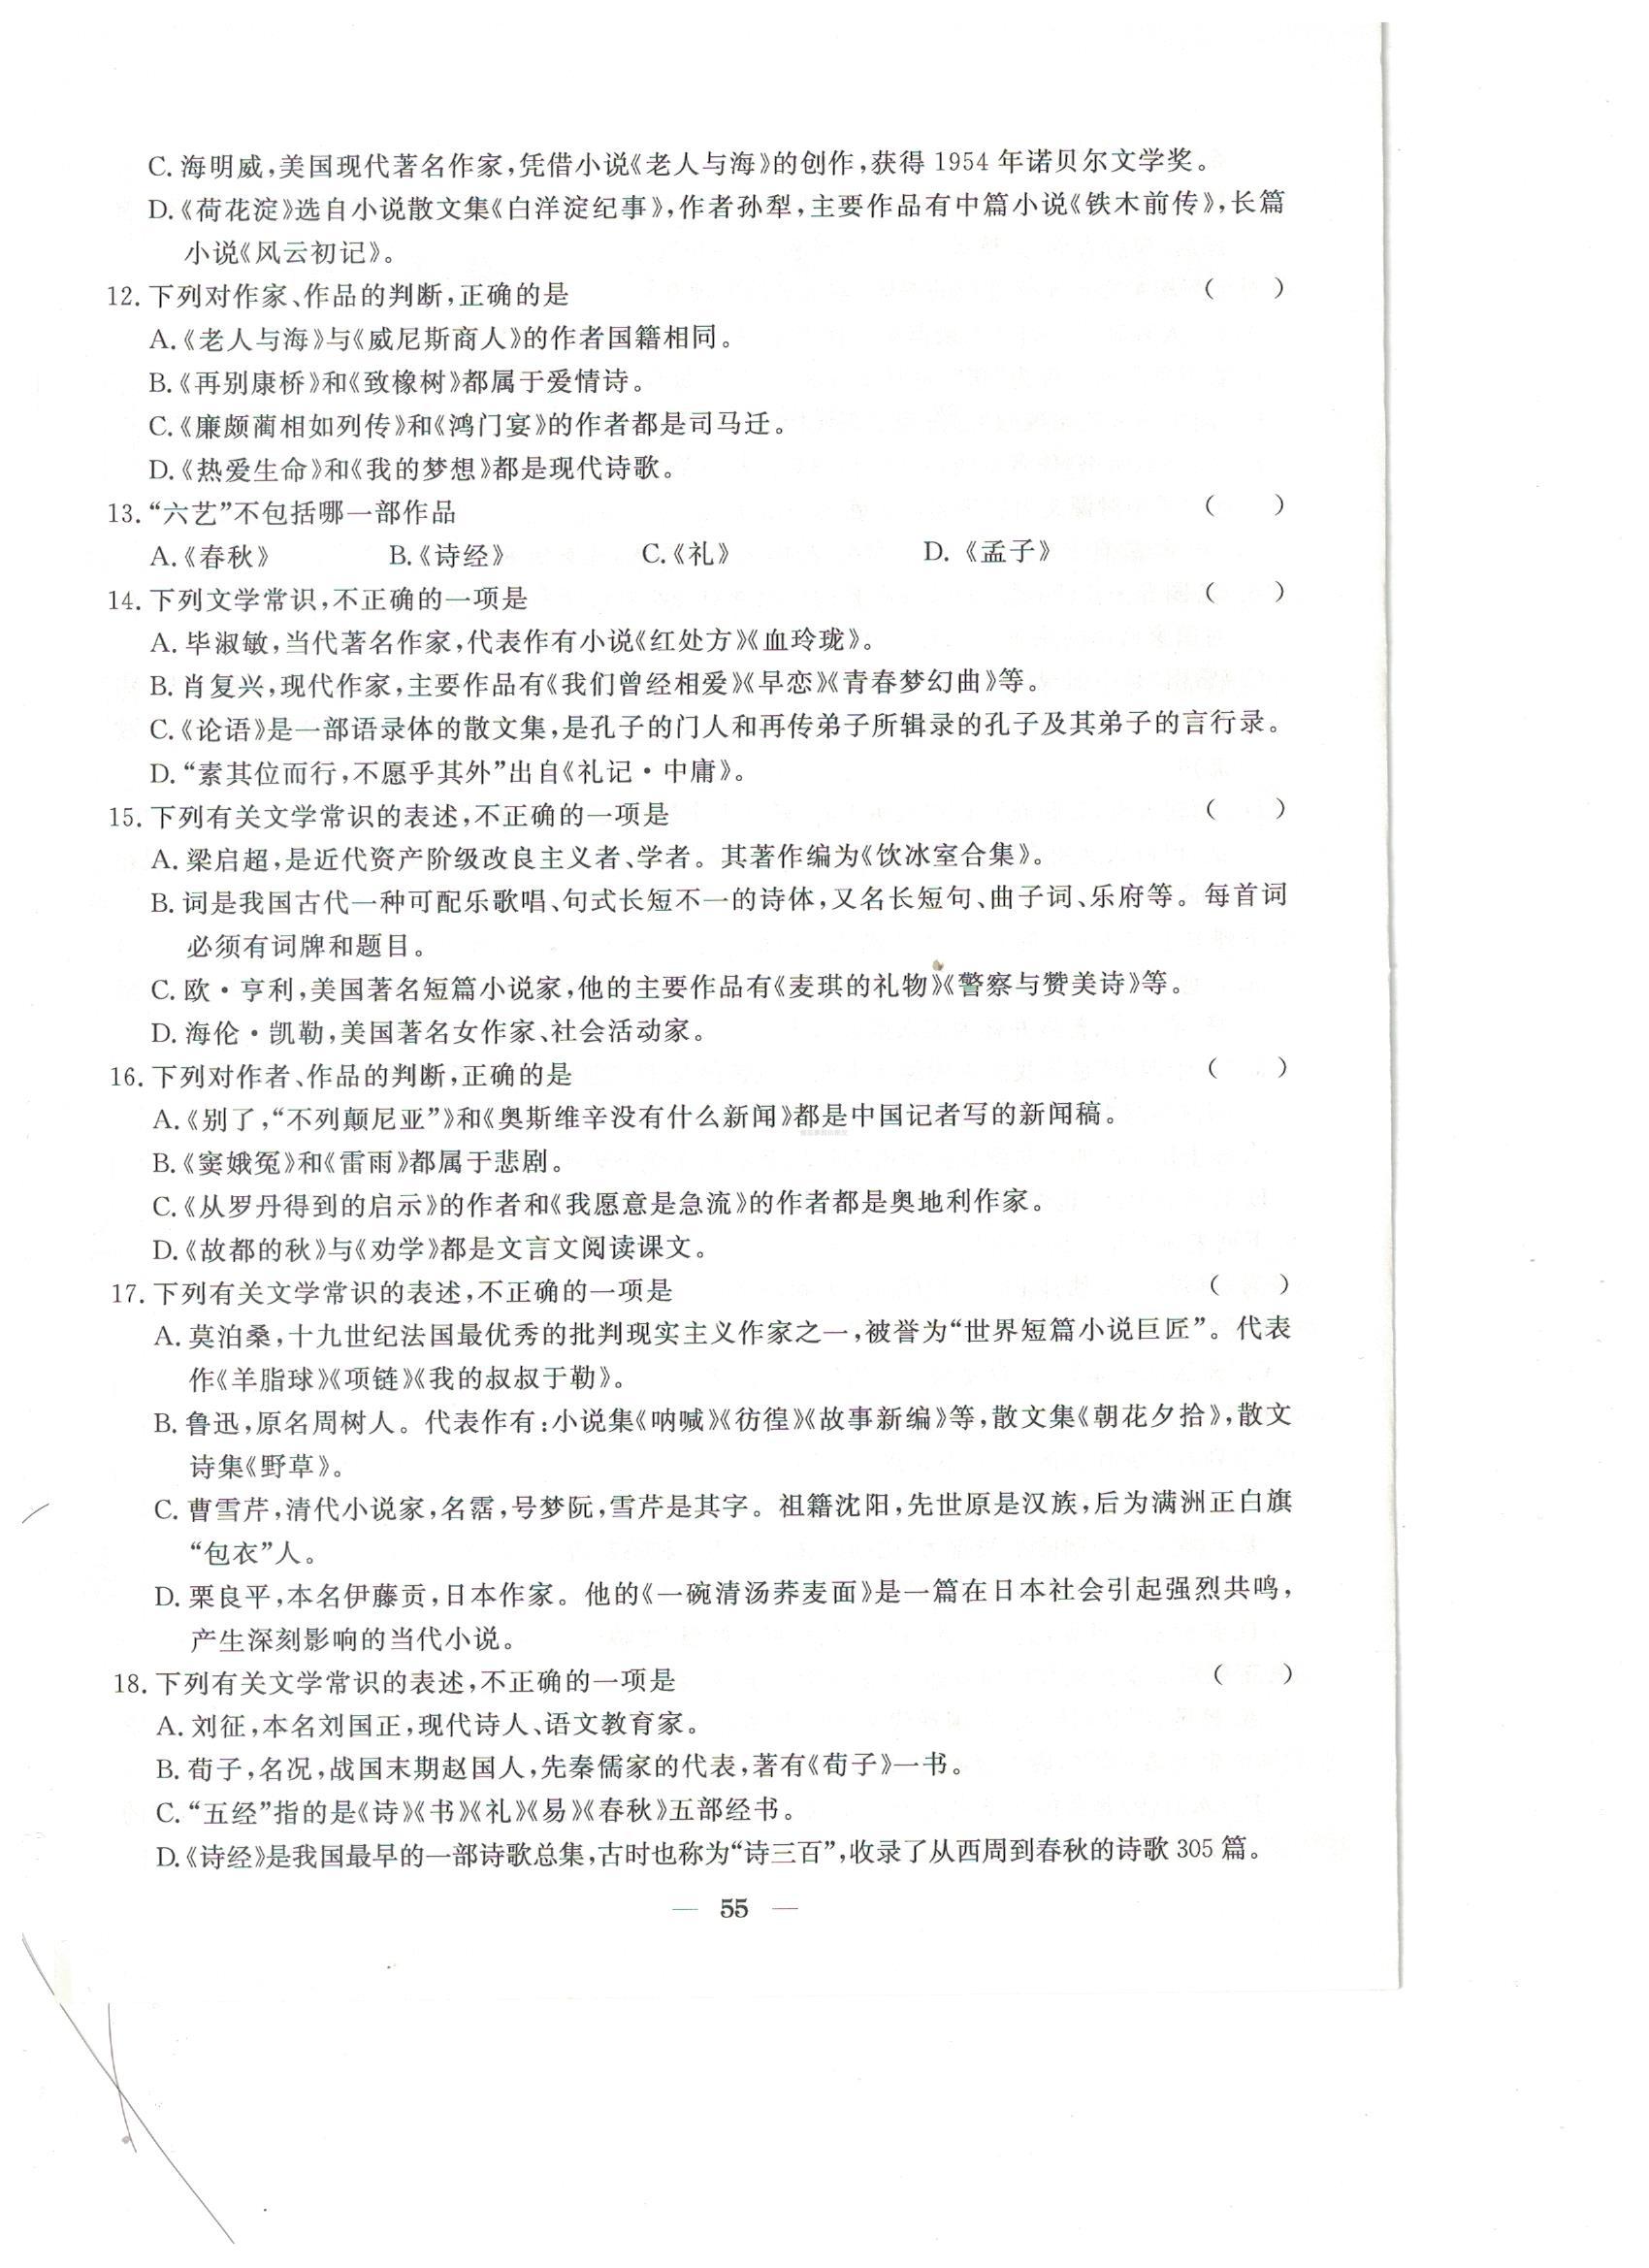 C. 海明威,美国现代著名作家,凭借小说《老人与海》的创作,获得 1954 年诺贝尔文学奖。
D.《荷花淀》选自小说散文集《白洋淀纪事》,作者孙犁,主要作品有中篇小说《铁木前传》,长篇
小说《风云初记》。
12. 下列对作家、作品的判断,正确的是 ( )
A.《老人与海》与《威尼斯商人》的作者国籍相同。
B.《再别康桥》和《致橡树》都属于爱情诗。
C.《廉颇蔺相如列传》和《鸿门宴》的作者都是司马迁。
D.《热爱生命》和《我的梦想》都是现代诗歌。
13. “六艺”不包括哪一部作品 ( )
A.《春秋》 B.《诗经》 C.《礼》 D.《孟子》
14. 下列文学常识,不正确的一项是 ( )
A. 毕淑敏,当代著名作家,代表作有小说《红处方》《血玲珑》。
B. 肖复兴,现代作家,主要作品有《我们曾经相爱》《早恋》《青春梦幻曲》等。
C.《论语》是一部语录体的散文集,是孔子的门人和再传弟子所辑录的孔子及其弟子的言行录。
D. “素其位而行,不愿乎其外”出自《礼记·中庸》。
15. 下列有关文学常识的表述,不正确的一项是 ( )
A. 梁启超,是近代资产阶级改良主义者、学者。其著作编为《饮冰室合集》。
B. 词是我国古代一种可配乐歌唱、句式长短不一的诗体,又名长短句、曲子词、乐府等。每首词
必须有词牌和题目。
C. 欧·亨利,美国著名短篇小说家,他的主要作品有《麦琪的礼物》《警察与赞美诗》等。
D. 海伦·凯勒,美国著名女作家、社会活动家。
16. 下列对作者、作品的判断,正确的是 ( )
A.《别了,“不列颠尼亚”》和《奥斯维辛没有什么新闻》都是中国记者写的新闻稿。
B.《窦娥冤》和《雷雨》都属于悲剧。
C.《从罗丹得到的启示》的作者和《我愿意是急流》的作者都是奥地利作家。
D.《故都的秋》与《劝学》都是文言文阅读课文。
17. 下列有关文学常识的表述,不正确的一项是 ( )
A. 莫泊桑,十九世纪法国最优秀的批判现实主义作家之一,被誉为“世界短篇小说巨匠”。代表
作《羊脂球》《项链》《我的叔叔于勒》。
B. 鲁迅,原名周树人。代表作有:小说集《呐喊》《彷徨》《故事新编》等,散文集《朝花夕拾》,散文
诗集《野草》。
C. 曹雪芹,清代小说家,名霑,号梦阮,雪芹是其字。祖籍沈阳,先世原是汉族,后为满洲正白旗
“包衣”人。
D. 栗良平,本名伊藤贡,日本作家。他的《一碗清汤荞麦面》是一篇在日本社会引起强烈共鸣,
产生深刻影响的当代小说。
18. 下列有关文学常识的表述,不正确的一项是 ( )
A. 刘征,本名刘国正,现代诗人、语文教育家。
B. 荀子,名况,战国末期赵国人,先秦儒家的代表,著有《荀子》一书。
C. “五经”指的是《诗》《书》《礼》《易》《春秋》五部经书。
D.《诗经》是我国最早的一部诗歌总集,古时也称为“诗三百”,收录了从西周到春秋的诗歌 305 篇。
— 55 —